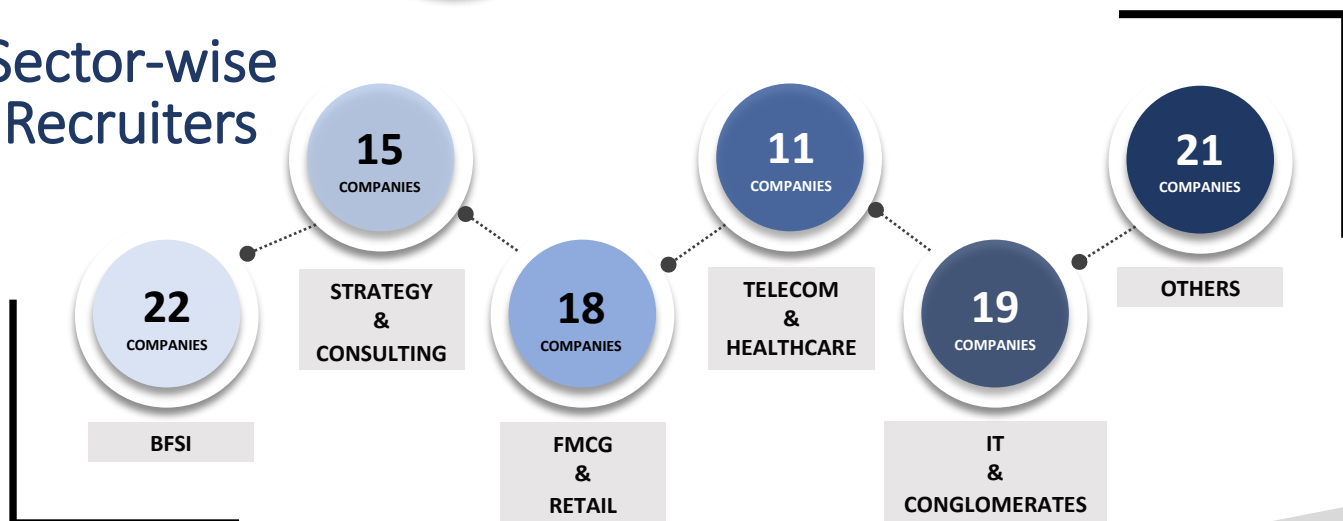 Sector-wise
Recruiters
22
COMPANIES
BFSI
15
COMPANIES
STRATEGY
&
CONSULTING
18
COMPANIES
FMCG
&
RETAIL
11
COMPANIES
TELECOM
&
HEALTHCARE
19
COMPANIES
IT
&
CONGLOMERATES
21
COMPANIES
OTHERS